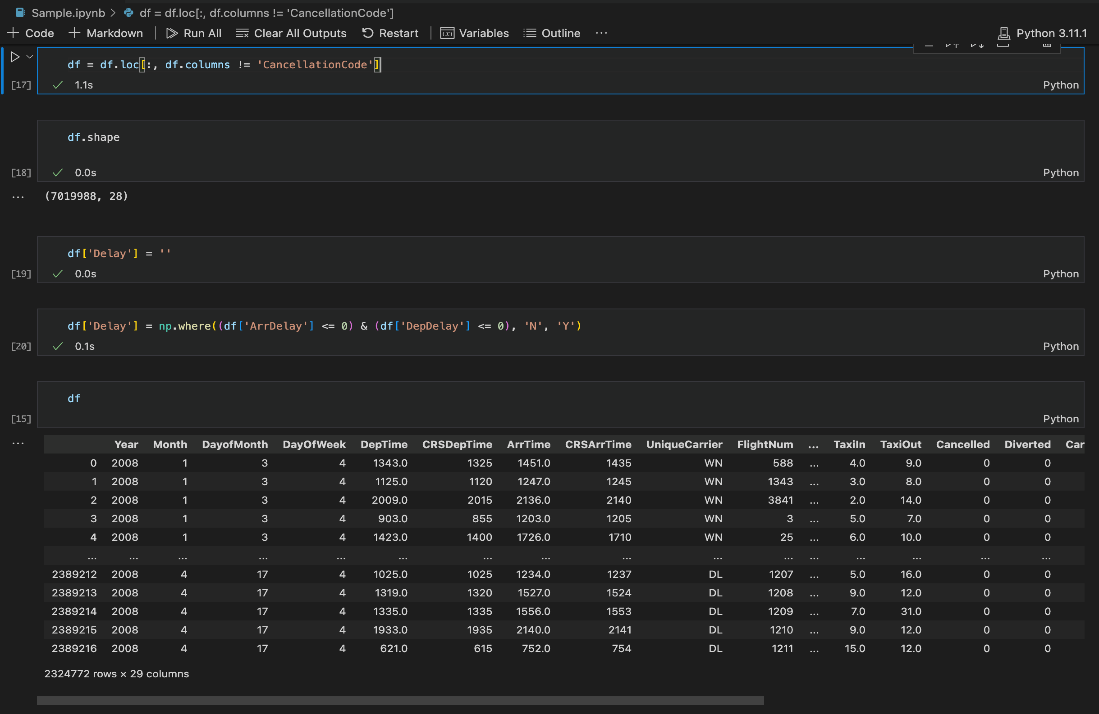 Sample.ipynb > df = df.loc[:, df.columns != 'CancellationCode']
+ Code + Markdown | Run All Clear All Outputs Restart | Variables Outline ... Python 3.11.1
df = df.loc[:, df.columns != 'CancellationCode']
[17] ✓ 1.1s Python
df.shape
[18] ✓ 0.0s Python
... (7019988, 28)
df['Delay'] = ''
[19] ✓ 0.0s Python
df['Delay'] = np.where((df['ArrDelay'] <= 0) & (df['DepDelay'] <= 0), 'N', 'Y')
[20] ✓ 0.1s Python
df
[15] Python
...
Year Month DayofMonth DayOfWeek DepTime CRSDepTime ArrTime CRSArrTime UniqueCarrier FlightNum ... TaxiIn TaxiOut Cancelled Diverted Car
0 2008 1 3 4 1343.0 1325 1451.0 1435 WN 588 ... 4.0 9.0 0 0
1 2008 1 3 4 1125.0 1120 1247.0 1245 WN 1343 ... 3.0 8.0 0 0
2 2008 1 3 4 2009.0 2015 2136.0 2140 WN 3841 ... 2.0 14.0 0 0
3 2008 1 3 4 903.0 855 1203.0 1205 WN 3 ... 5.0 7.0 0 0
4 2008 1 3 4 1423.0 1400 1726.0 1710 WN 25 ... 6.0 10.0 0 0
... ... ... ... ... ... ... ... ... ... ... ... ... ... ... ...
2389212 2008 4 17 4 1025.0 1025 1234.0 1237 DL 1207 ... 5.0 16.0 0 0
2389213 2008 4 17 4 1319.0 1320 1527.0 1524 DL 1208 ... 9.0 12.0 0 0
2389214 2008 4 17 4 1335.0 1335 1556.0 1553 DL 1209 ... 7.0 31.0 0 0
2389215 2008 4 17 4 1933.0 1935 2140.0 2141 DL 1210 ... 9.0 12.0 0 0
2389216 2008 4 17 4 621.0 615 752.0 754 DL 1211 ... 15.0 12.0 0 0
2324772 rows × 29 columns